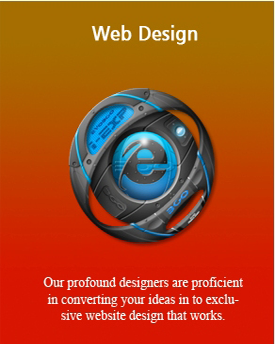 Web Design
Our profound designers are proficient
in converting your ideas in to exclu-
sive website design that works.